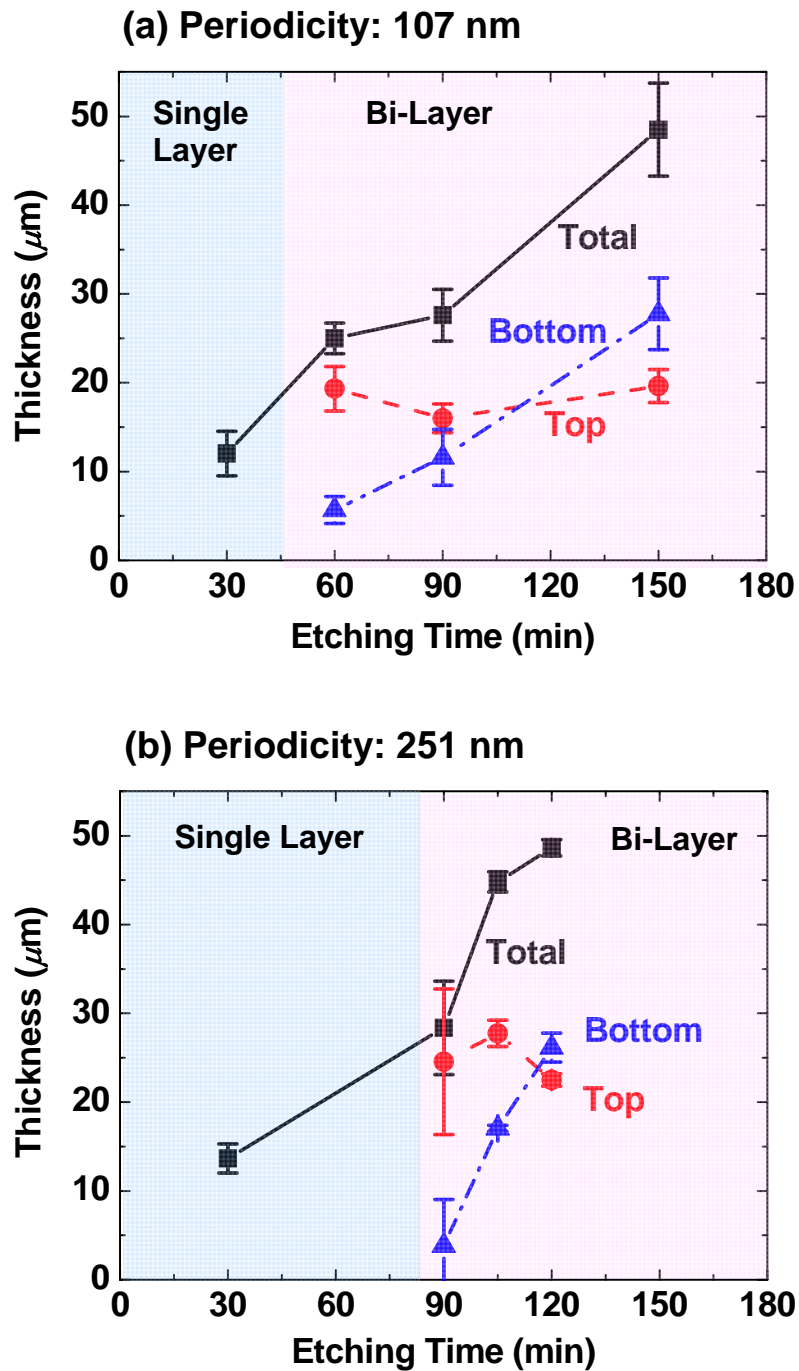 (a) Periodicity: 107 nm
Single
Layer
Bi-Layer
Total
Bottom
Top
50
40
30
20
10
0
Thickness (μm)
0 30 60 90 120 150 180
Etching Time (min)
(b) Periodicity: 251 nm
Single Layer
Bi-Layer
Total
Bottom
Top
50
40
30
20
10
0
Thickness (μm)
0 30 60 90 120 150 180
Etching Time (min)